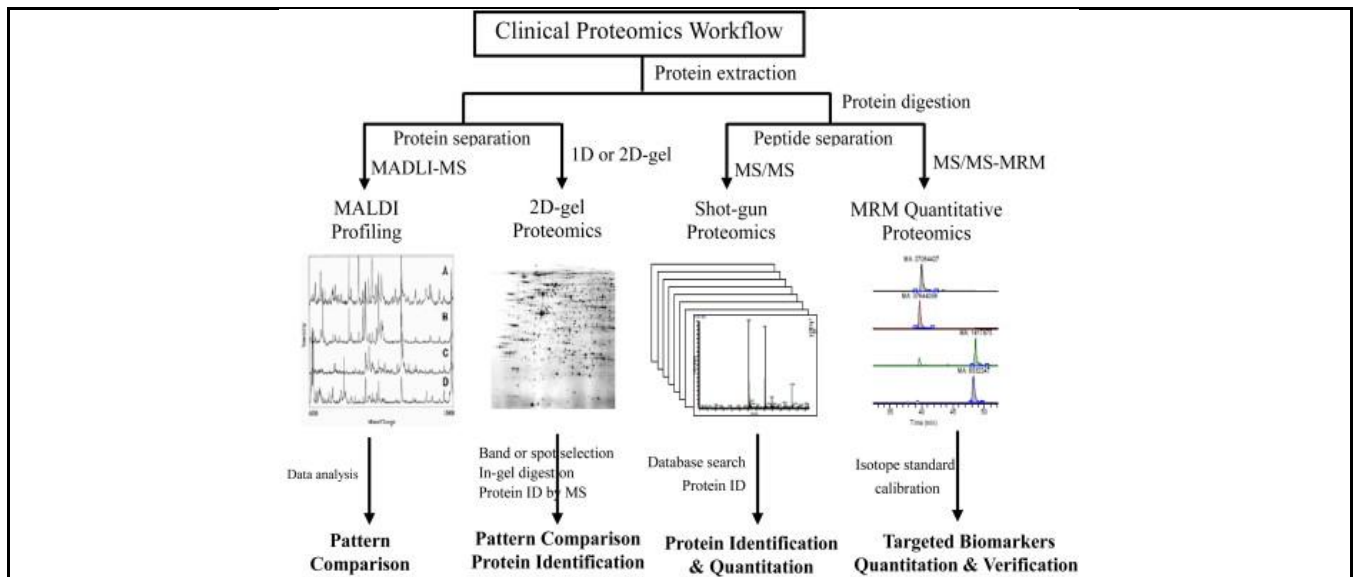 Clinical Proteomics Workflow
Protein extraction
Protein digestion
Protein separation
Peptide separation
MADLI-MS
1D or 2D-gel
MS/MS
MS/MS-MRM
MALDI
Profiling
2D-gel
Proteomics
Shot-gun
Proteomics
MRM Quantitative
Proteomics
A
B
C
D
Time (min)
Data analysis
Band or spot selection
In-gel digestion
Protein ID by MS
Database search
Protein ID
Isotope standard
calibration
Pattern
Comparison
Pattern Comparison
Protein Identification
Protein Identification
& Quantitation
Targeted Biomarkers
Quantitation & Verification